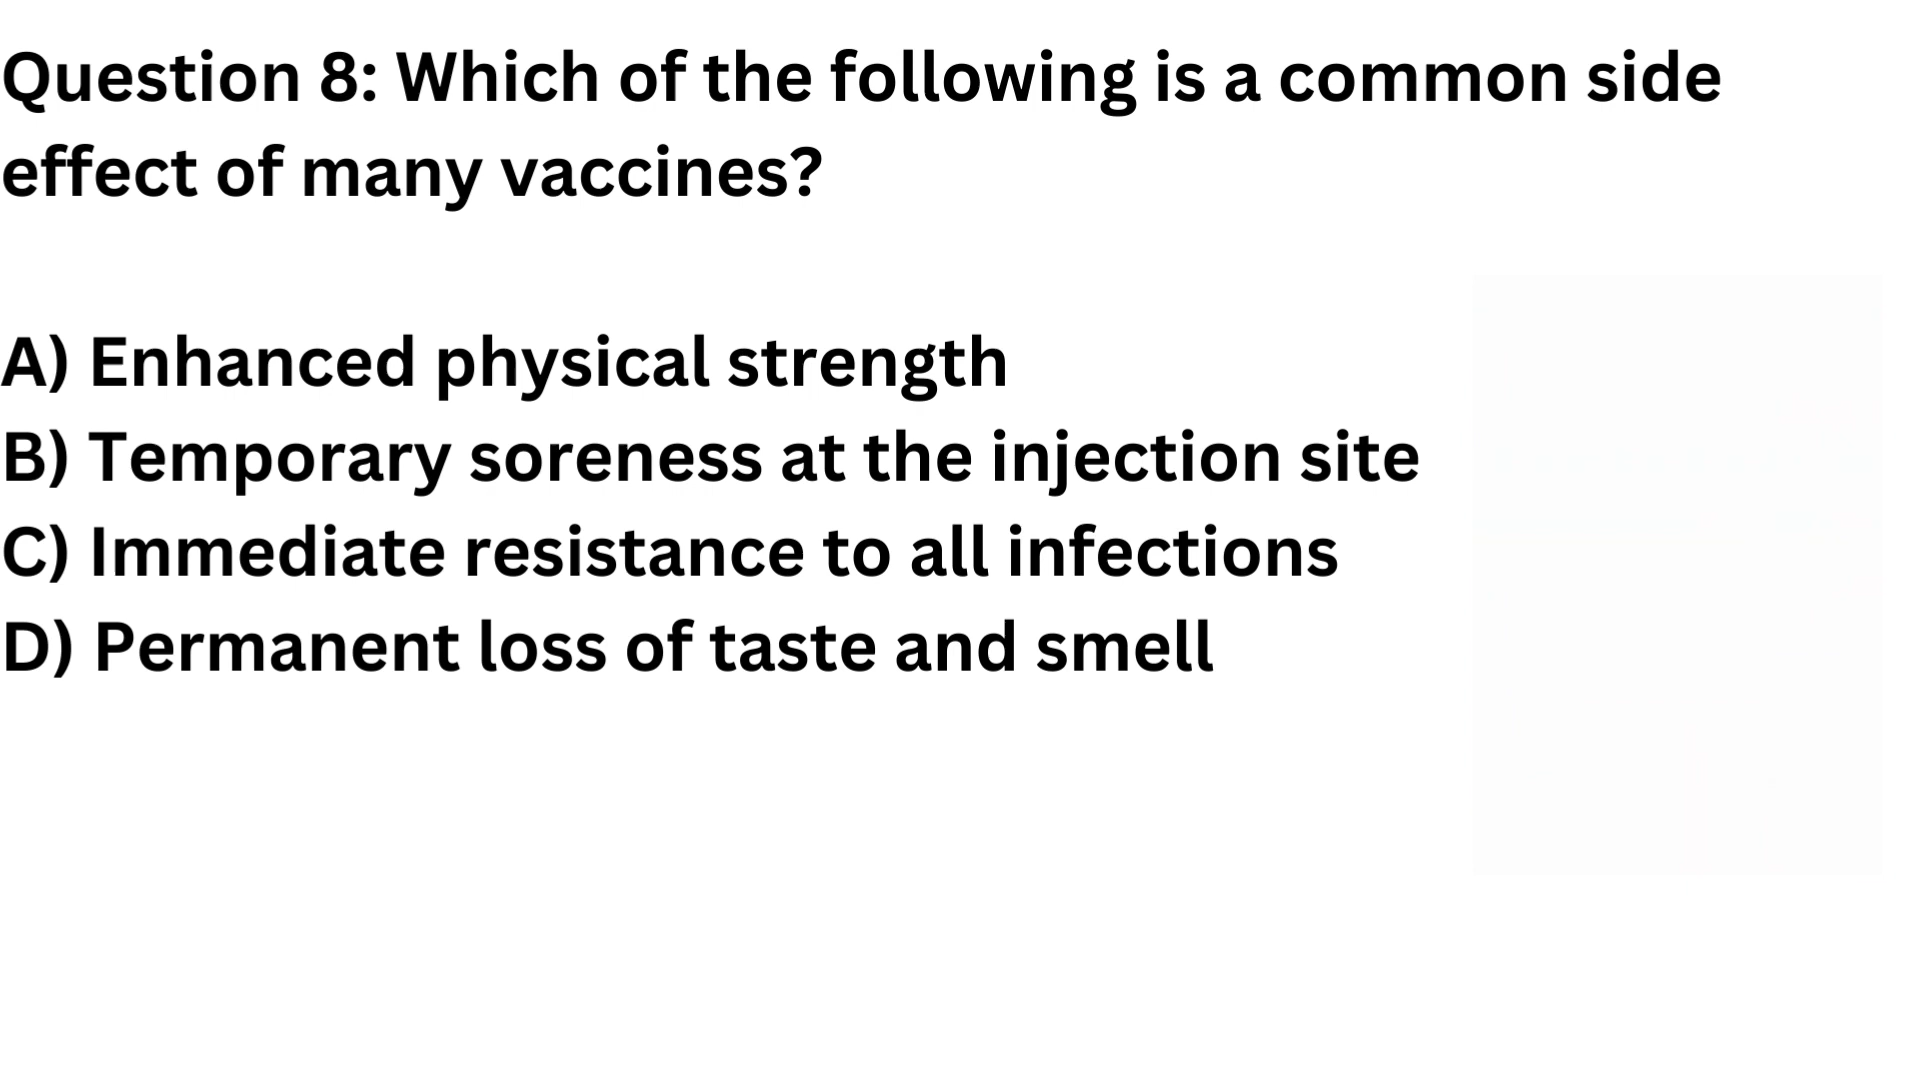 Question 8: Which of the following is a common side
effect of many vaccines?
A) Enhanced physical strength
B) Temporary soreness at the injection site
C) Immediate resistance to all infections
D) Permanent loss of taste and smell